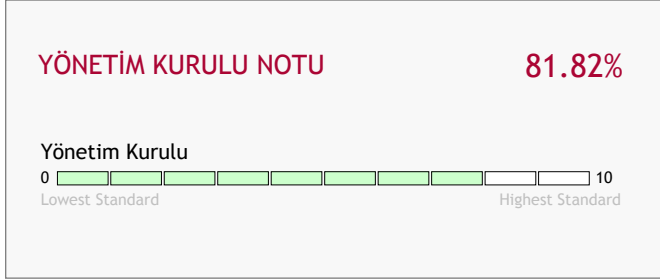 YÖNETİM KURULU NOTU 81.82%
Yönetim Kurulu
0 10
Lowest Standard Highest Standard